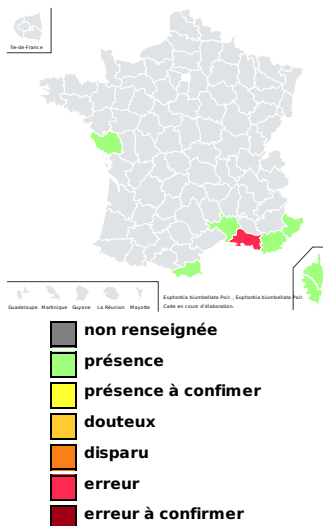 Île-de-France
Guadeloupe Martinique Guyane La Réunion Mayotte
Euphorbia biumbellata Poir. , Euphorbia biumbellata Poir.
Carte en cours d'élaboration.
non renseignée
présence
présence à confimer
douteux
disparu
erreur
erreur à confirmer